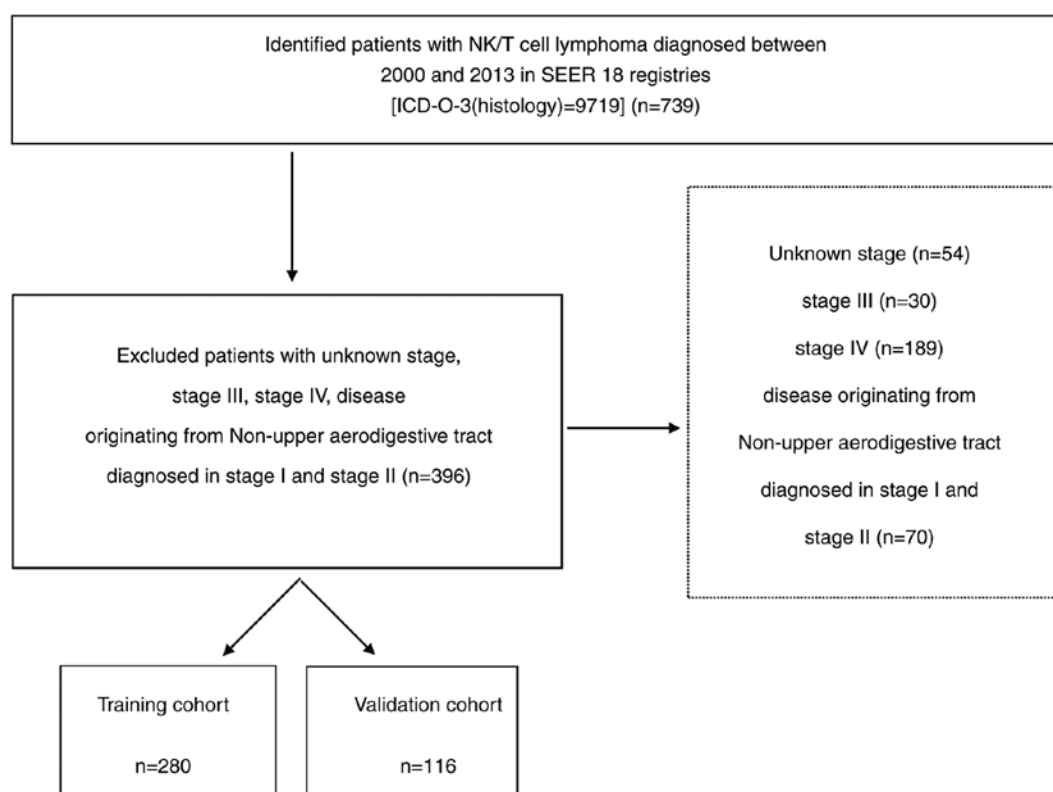 Identified patients with NK/T cell lymphoma diagnosed between
2000 and 2013 in SEER 18 registries
[ICD-O-3(histology)=9719] (n=739)
Unknown stage (n=54)
stage III (n=30)
stage IV (n=189)
disease originating from
Non-upper aerodigestive tract
diagnosed in stage I and
stage II (n=70)
Excluded patients with unknown stage,
stage III, stage IV, disease
originating from Non-upper aerodigestive tract
diagnosed in stage I and stage II (n=396)
Training cohort
n=280
Validation cohort
n=116